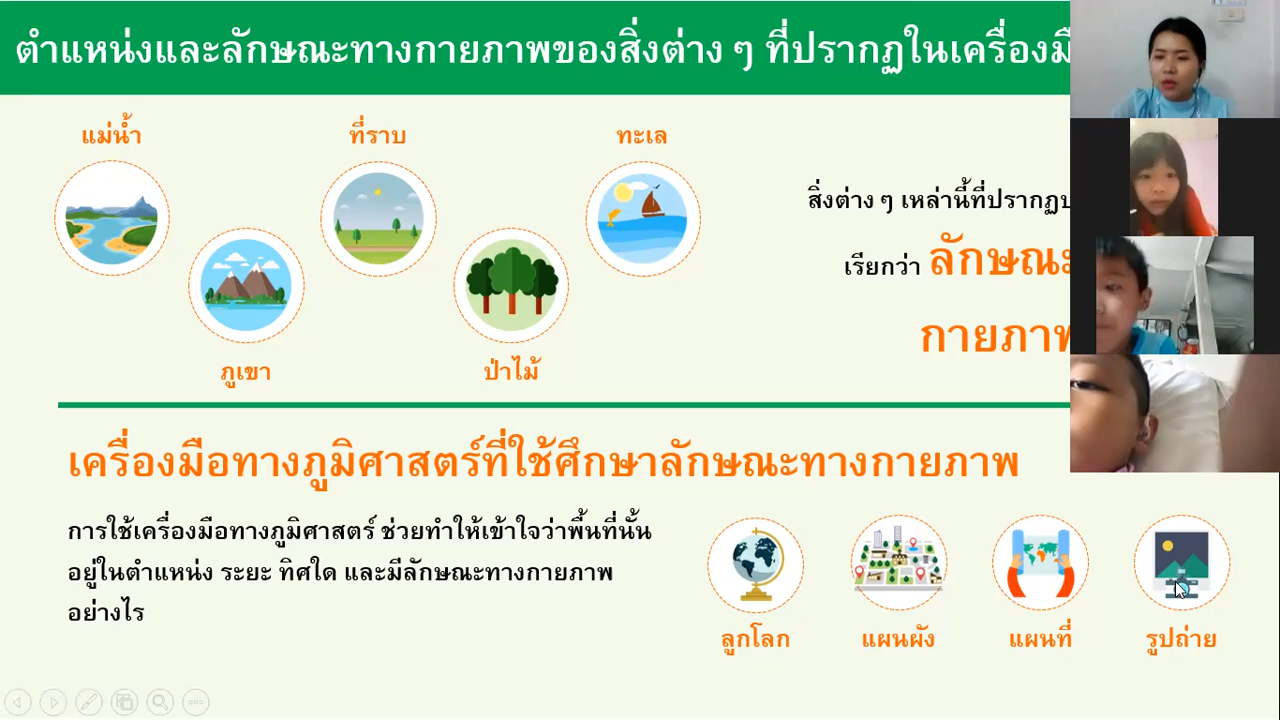 ตำแหน่งและลักษณะทางกายภาพของสิ่งต่าง ๆ ที่ปรากฏในเครื่องมื
แม่น้ำ
ที่ราบ
ทะเล
ภูเขา
ป่าไม้
สิ่งต่าง ๆ เหล่านี้ที่ปรากฏบ
เรียกว่า ลักษณะ
กายภาพ
เครื่องมือทางภูมิศาสตร์ที่ใช้ศึกษาลักษณะทางกายภาพ
การใช้เครื่องมือทางภูมิศาสตร์ ช่วยทำให้เข้าใจว่าพื้นที่นั้น
อยู่ในตำแหน่ง ระยะ ทิศใด และมีลักษณะทางกายภาพ
อย่างไร
ลูกโลก
แผนผัง
แผนที่
รูปถ่าย